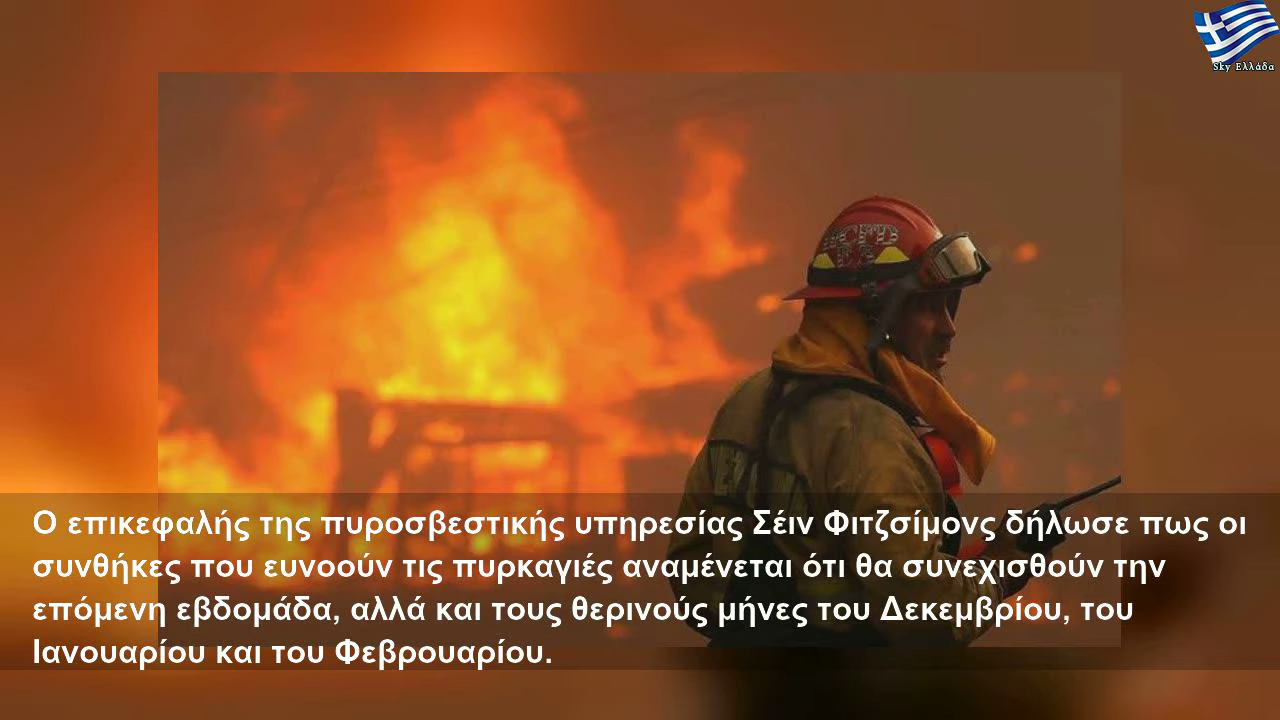 Sky Ελλάδα
Ο επικεφαλής της πυροσβεστικής υπηρεσίας Σέιν Φιτζσίμονς δήλωσε πως οι
συνθήκες που ευνοούν τις πυρκαγιές αναμένεται ότι θα συνεχισθούν την
επόμενη εβδομάδα, αλλά και τους θερινούς μήνες του Δεκεμβρίου, του
Ιανουαρίου και του Φεβρουαρίου.